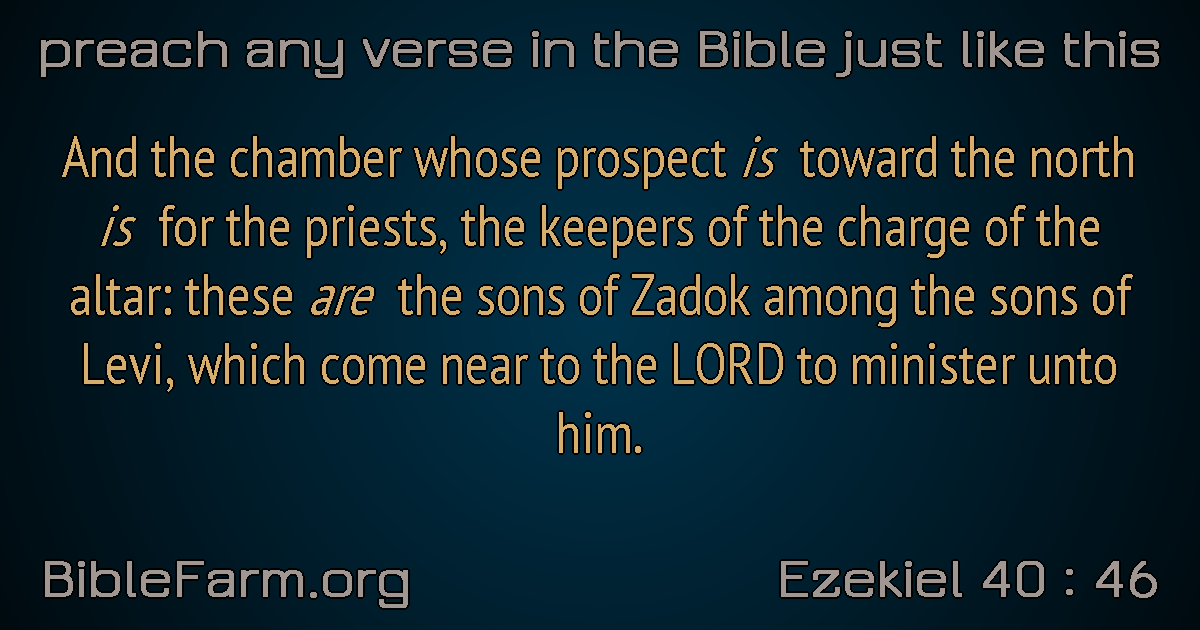 preach any verse in the Bible just like this
And the chamber whose prospect is toward the north
is for the priests, the keepers of the charge of the
altar: these are the sons of Zadok among the sons of
Levi, which come near to the LORD to minister unto
him.
BibleFarm.org
Ezekiel 40 : 46